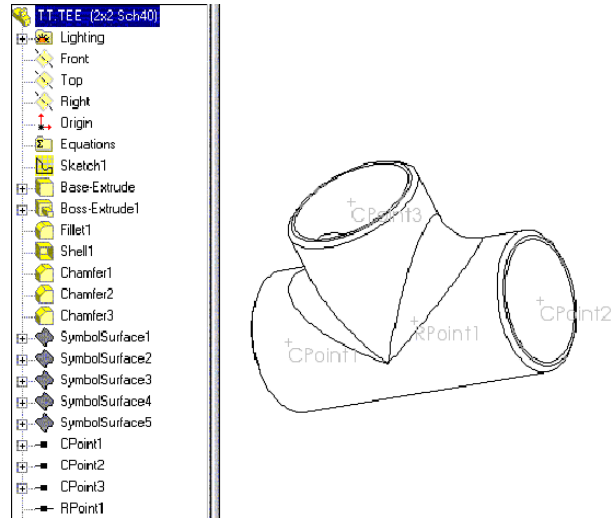 TT.TEE (2x2 Sch40)
Lighting
Front
Top
Right
Origin
Equations
Sketch1
Base-Extrude
Boss-Extrude1
Fillet1
Shell1
Chamfer1
Chamfer2
Chamfer3
SymbolSurface1
SymbolSurface2
SymbolSurface3
SymbolSurface4
SymbolSurface5
CPoint1
CPoint2
CPoint3
RPoint1
CPoint3
CPoint2
RPoint1
CPoint1